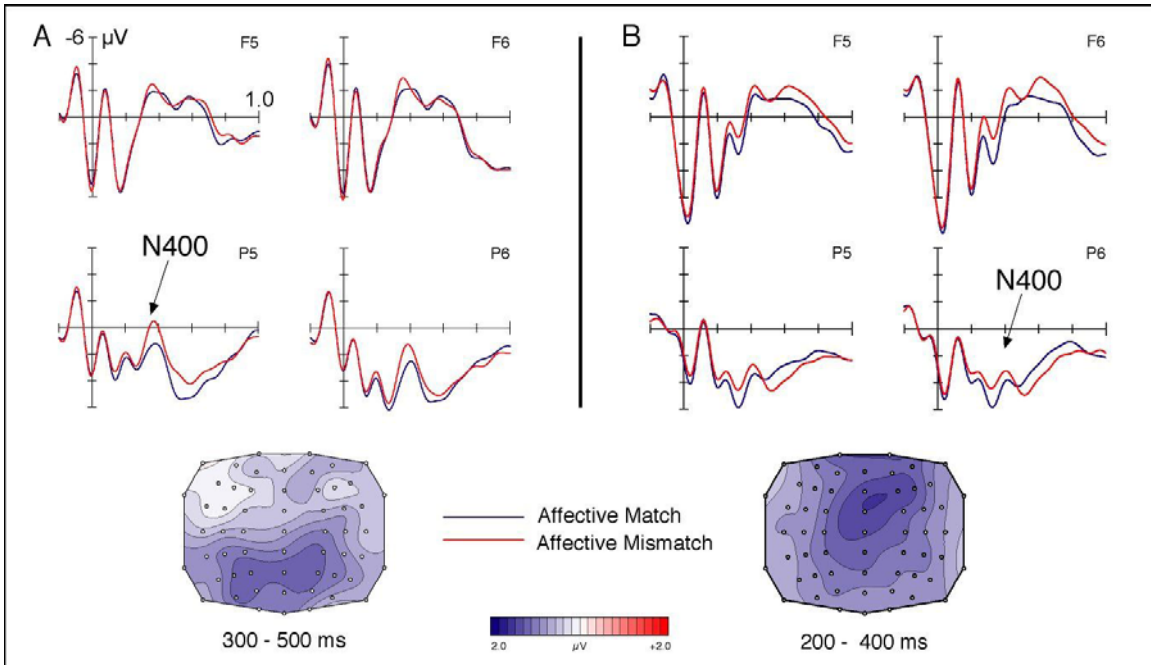 A
-6 µV
F5
F6
1.0
N400
P5
P6
B
F5
F6
P5
P6
N400
Affective Match
Affective Mismatch
300 - 500 ms
2.0
µV
+2.0
200 - 400 ms